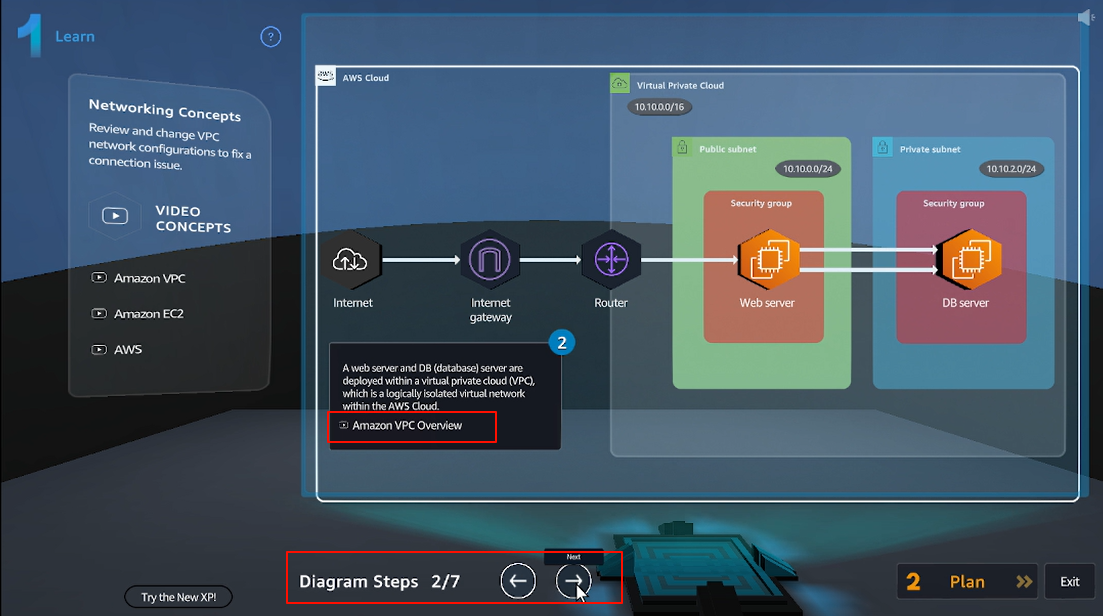 1 Learn
?
Networking Concepts
Review and change VPC
network configurations to fix a
connection issue.
VIDEO
CONCEPTS
Amazon VPC
Amazon EC2
AWS
aws
AWS Cloud
Virtual Private Cloud
10.10.0.0/16
Public subnet
10.10.0.0/24
Private subnet
10.10.2.0/24
Security group
Security group
Internet
Internet
gateway
Router
Web server
DB server
2
A web server and DB (database) server are
deployed within a virtual private cloud (VPC),
which is a logically isolated virtual network
within the AWS Cloud.
Amazon VPC Overview
Next
Diagram Steps 2/7
Try the New XP!
2 Plan
Exit